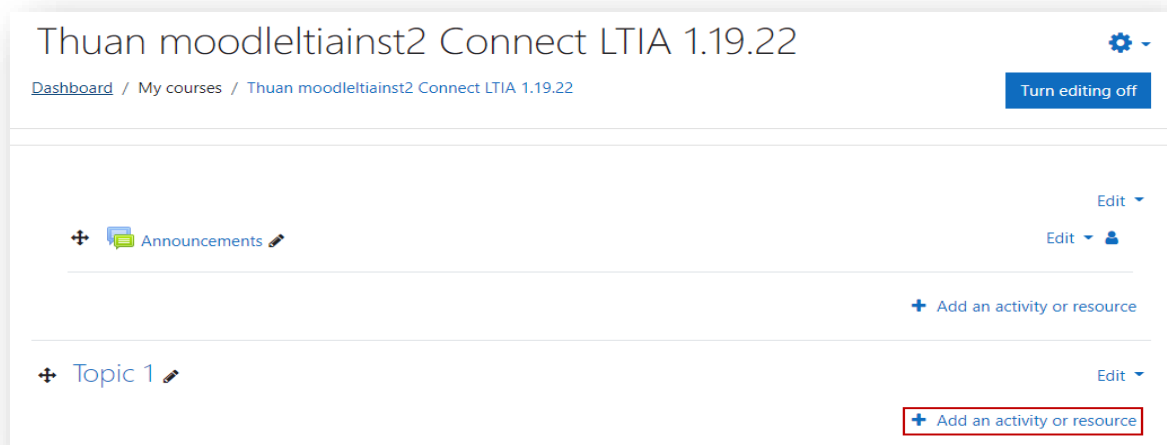 Thuan moodleltiainst2 Connect LTIA 1.19.22
Dashboard / My courses / Thuan moodleltiainst2 Connect LTIA 1.19.22
Turn editing off
Edit
Announcements
Edit
+ Add an activity or resource
Topic 1
Edit
+ Add an activity or resource